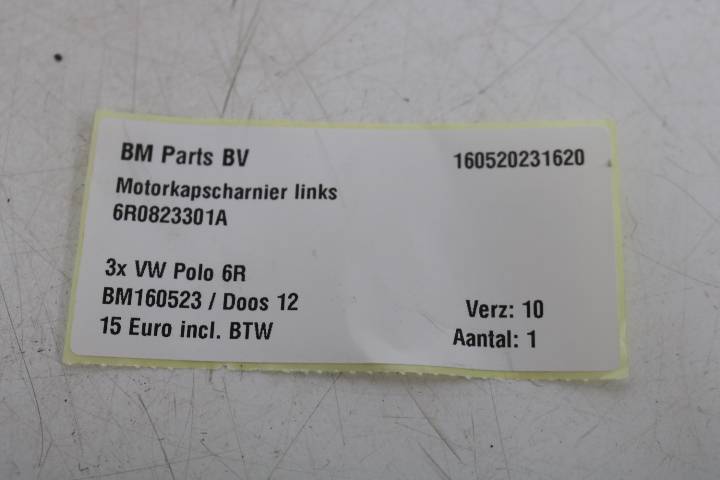 BM Parts BV 160520231620
Motorkapscharnier links
6R0823301A
3x VW Polo 6R
BM160523 / Doos 12 Verz: 10
15 Euro incl. BTW Aantal: 1